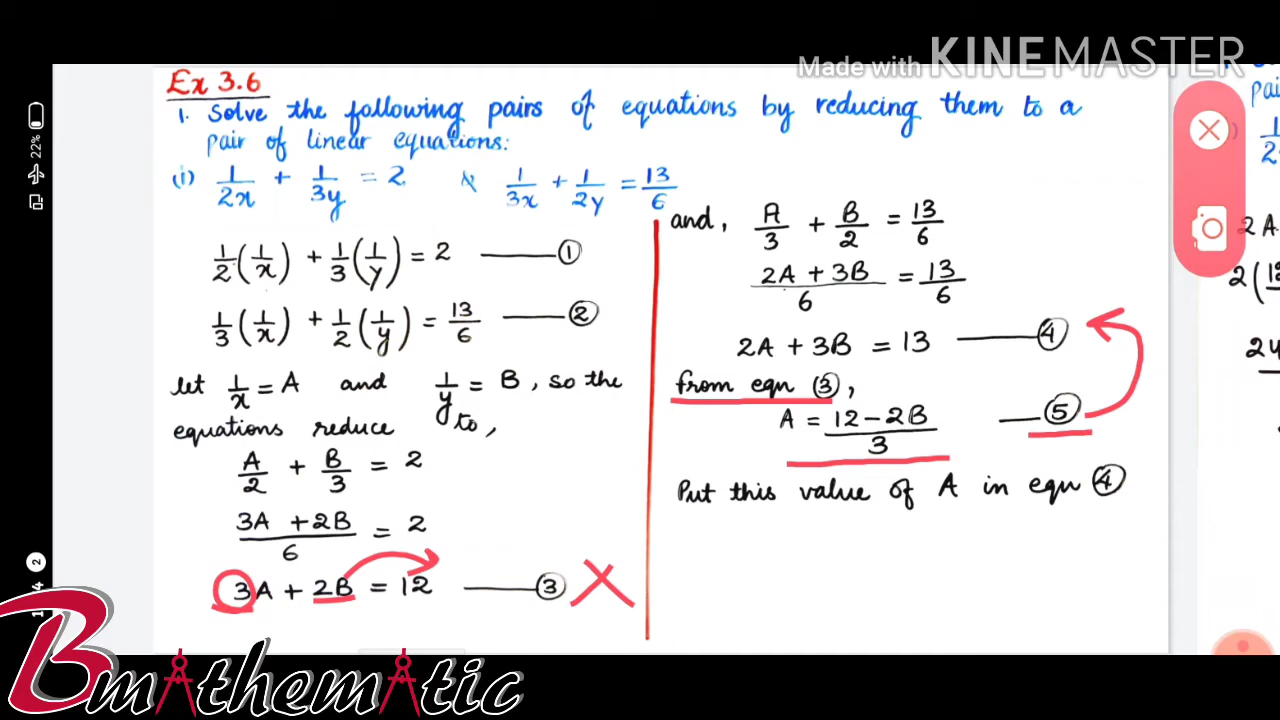 Made with KINEMASTER
22%
Ex 3.6
1. Solve the following pairs of equations by reducing them to a
pair of linear equations:
(i) 1/2x + 1/3y = 2 & 1/3x + 1/2y = 13/6
1/2 (1/x) + 1/3 (1/y) = 2 —— ①
1/3 (1/x) + 1/2 (1/y) = 13/6 —— ②
let 1/x = A and 1/y = B, so the
equations reduce to,
A/2 + B/3 = 2
3A + 2B / 6 = 2
3A + 2B = 12 —— ③
and, A/3 + B/2 = 13/6
2A + 3B / 6 = 13/6
2A + 3B = 13 —— ④
from eqn ③,
A = 12 - 2B / 3 —— ⑤
Put this value of A in equ ④
Bmathematic